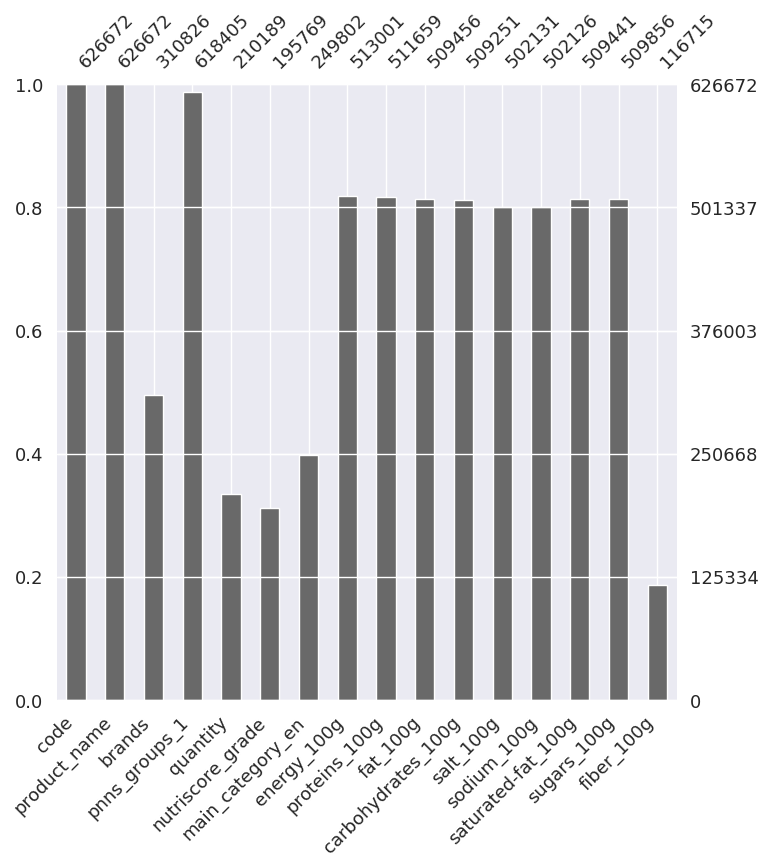 626672
626672
310826
618405
210189
195769
249802
513001
511659
509456
509251
502131
502126
509441
509856
116715
1.0
626672
0.8
501337
0.6
376003
0.4
250668
0.2
125334
0.0
0
code
product_name
brands
pnns_groups_1
quantity
nutriscore_grade
main_category_en
energy_100g
proteins_100g
fat_100g
carbohydrates_100g
salt_100g
sodium_100g
saturated-fat_100g
sugars_100g
fiber_100g